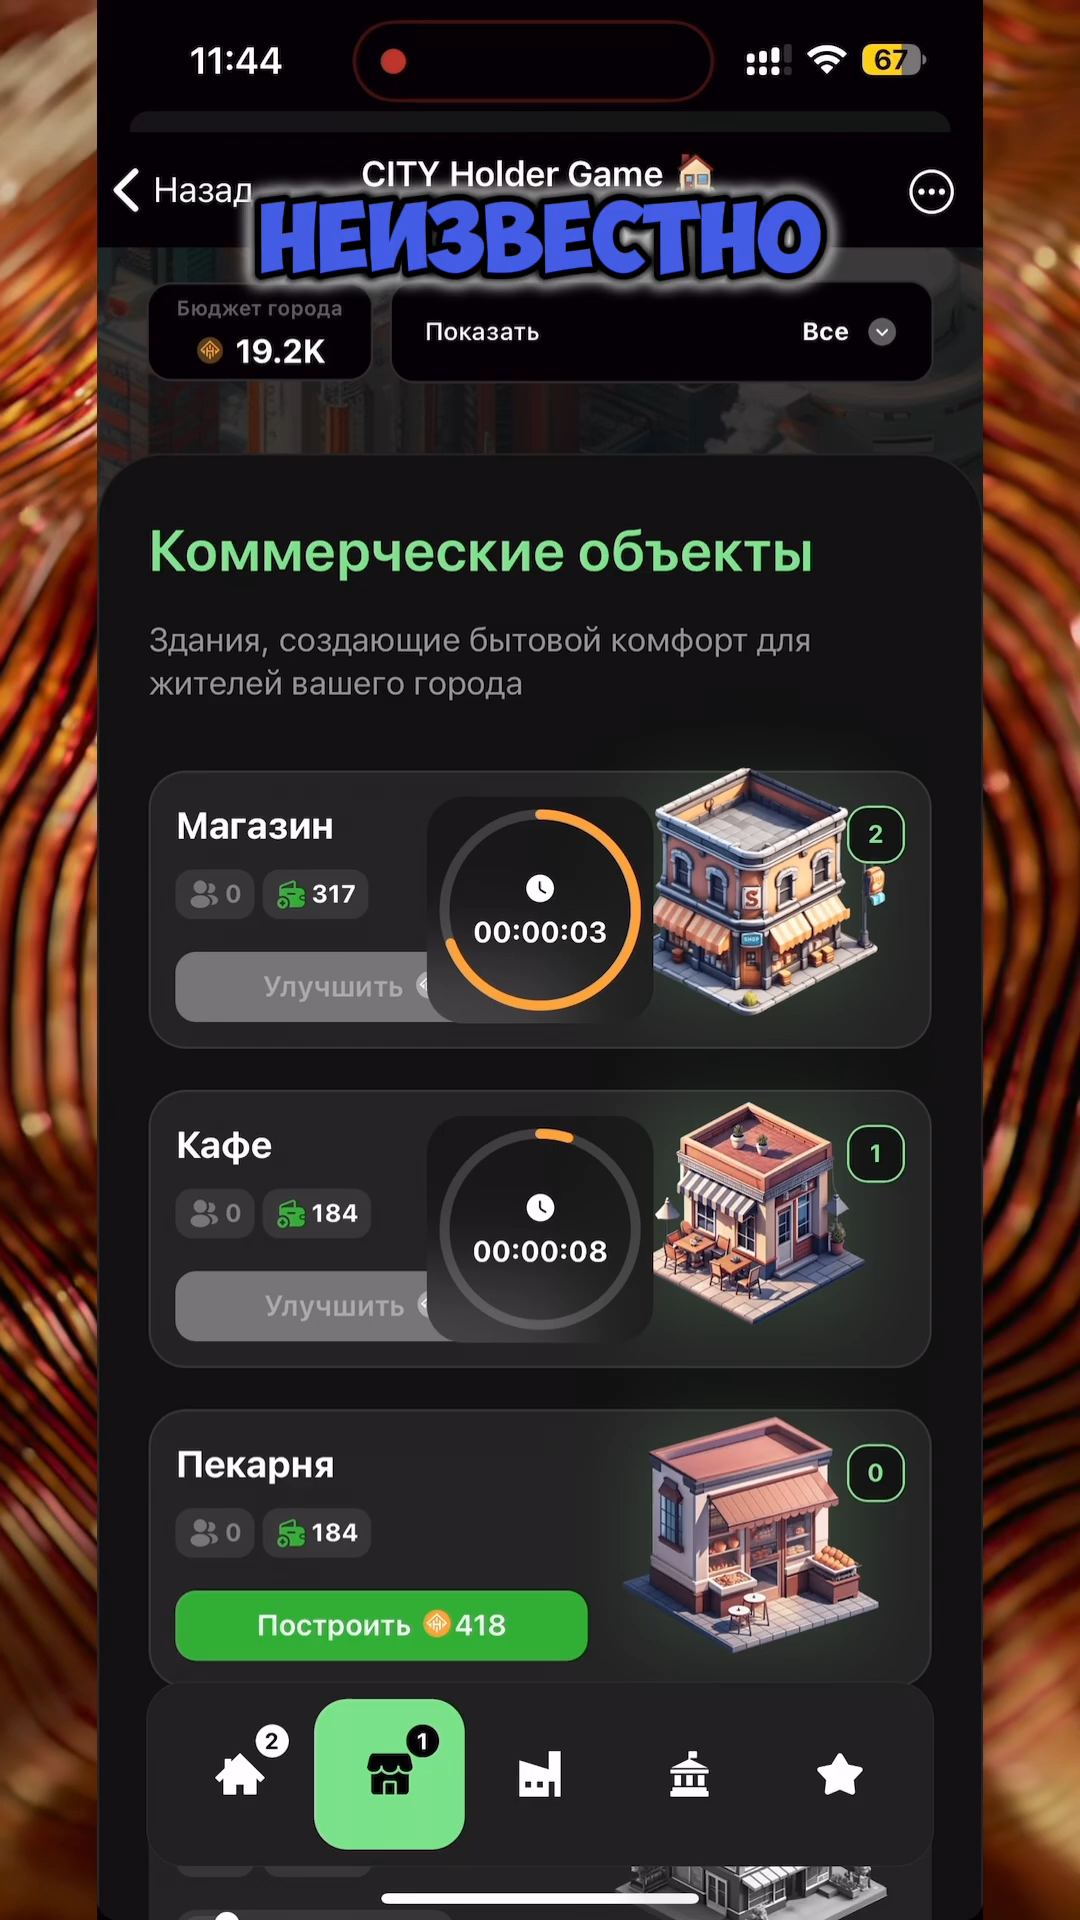 11:44
67
Назад
CITY Holder Game
НЕИЗВЕСТНО
Бюджет города
19.2K
Показать
Все
Коммерческие объекты
Здания, создающие бытовой комфорт для
жителей вашего города
Магазин
2
0
317
00:00:03
S
SHOP
Улучшить
Кафе
1
0
184
00:00:08
Улучшить
Пекарня
0
0
184
Построить 418
2
1